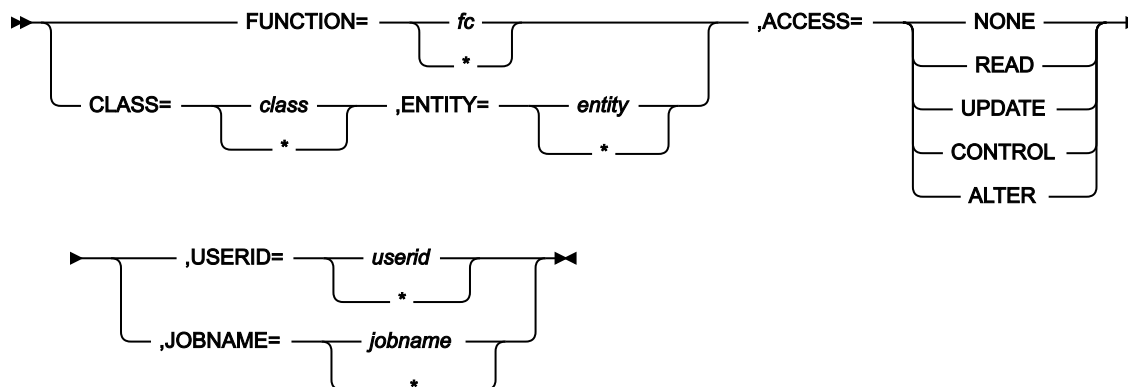 FUNCTION= fc ,ACCESS= NONE
* READ
CLASS= class ,ENTITY= entity UPDATE
* * CONTROL
ALTER
,USERID= userid
*
,JOBNAME= jobname
*